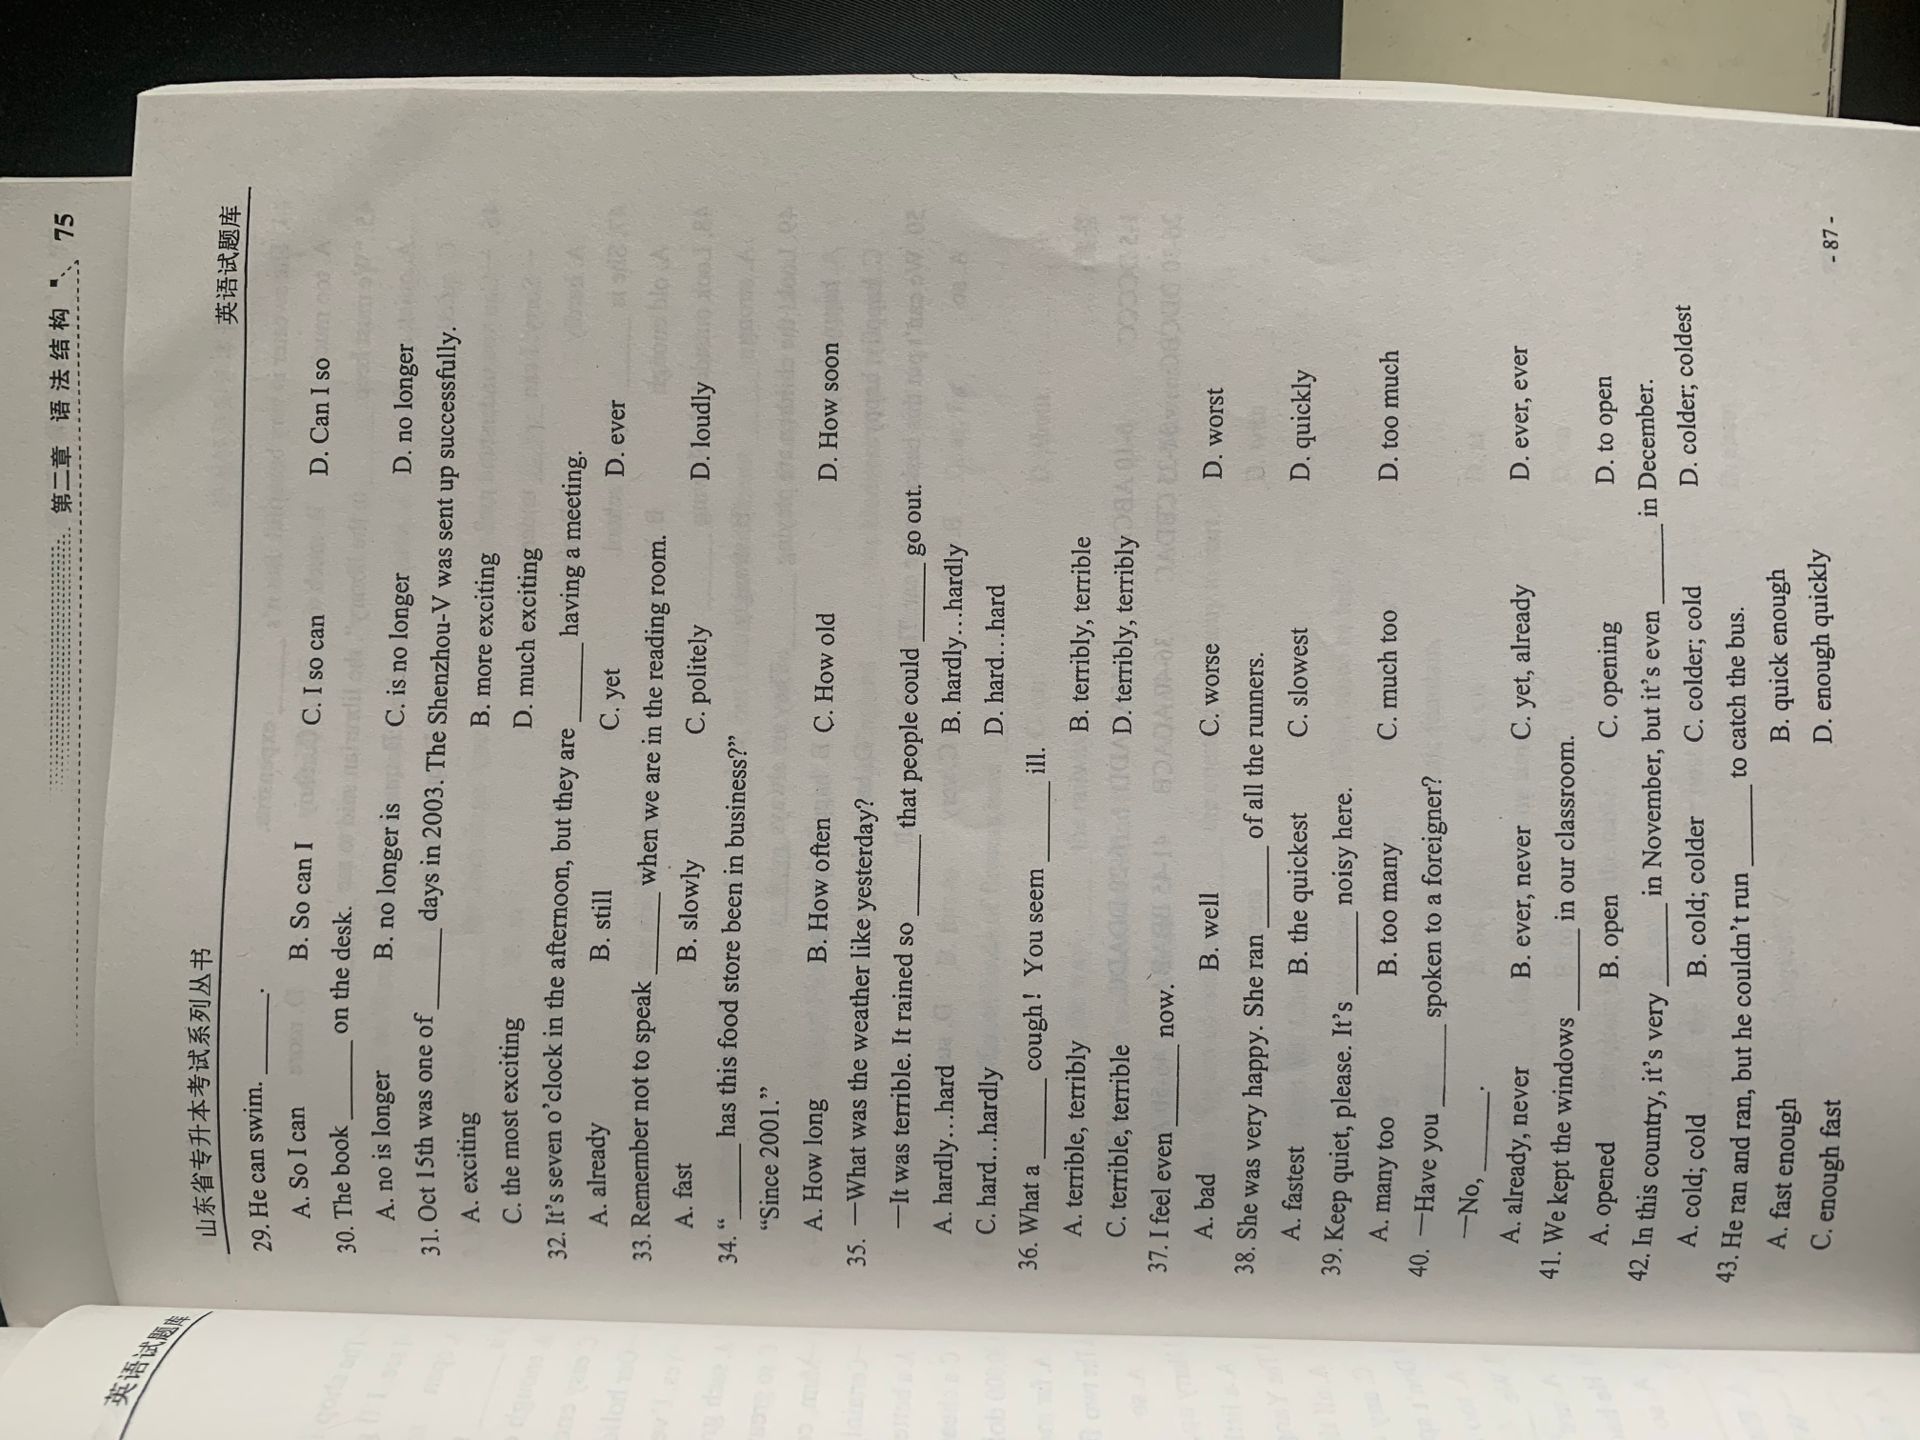 英语试题库
第二章 语法结构 75
山东省专升本考试系列丛书 英语试题库
29. He can swim. ______.
A. So I can B. So can I C. I so can D. Can I so
30. The book ______ on the desk.
A. no is longer B. no longer is C. is no longer D. no longer
31. Oct 15th was one of ______ days in 2003. The Shenzhou-V was sent up successfully.
A. exciting B. more exciting
C. the most exciting D. much exciting
32. It's seven o'clock in the afternoon, but they are ______ having a meeting.
A. already B. still C. yet D. ever
33. Remember not to speak ______ when we are in the reading room.
A. fast B. slowly C. politely D. loudly
34. “______ has this food store been in business?”
“Since 2001.”
A. How long B. How often C. How old D. How soon
35. —What was the weather like yesterday?
—It was terrible. It rained so ______ that people could ______ go out.
A. hardly…hard B. hardly…hardly
C. hard…hardly D. hard…hard
36. What a ______ cough! You seem ______ ill.
A. terrible, terribly B. terribly, terrible
C. terrible, terrible D. terribly, terribly
37. I feel even ______ now.
A. bad B. well C. worse D. worst
38. She was very happy. She ran ______ of all the runners.
A. fastest B. the quickest C. slowest D. quickly
39. Keep quiet, please. It's ______ noisy here.
A. many too B. too many C. much too D. too much
40. —Have you ______ spoken to a foreigner?
—No, ______.
A. already, never B. ever, never C. yet, already D. ever, ever
41. We kept the windows ______ in our classroom.
A. opened B. open C. opening D. to open
42. In this country, it's very ______ in November, but it's even ______ in December.
A. cold; cold B. cold; colder C. colder; cold D. colder; coldest
43. He ran and ran, but he couldn't run ______ to catch the bus.
A. fast enough B. quick enough
C. enough fast D. enough quickly
- 87 -